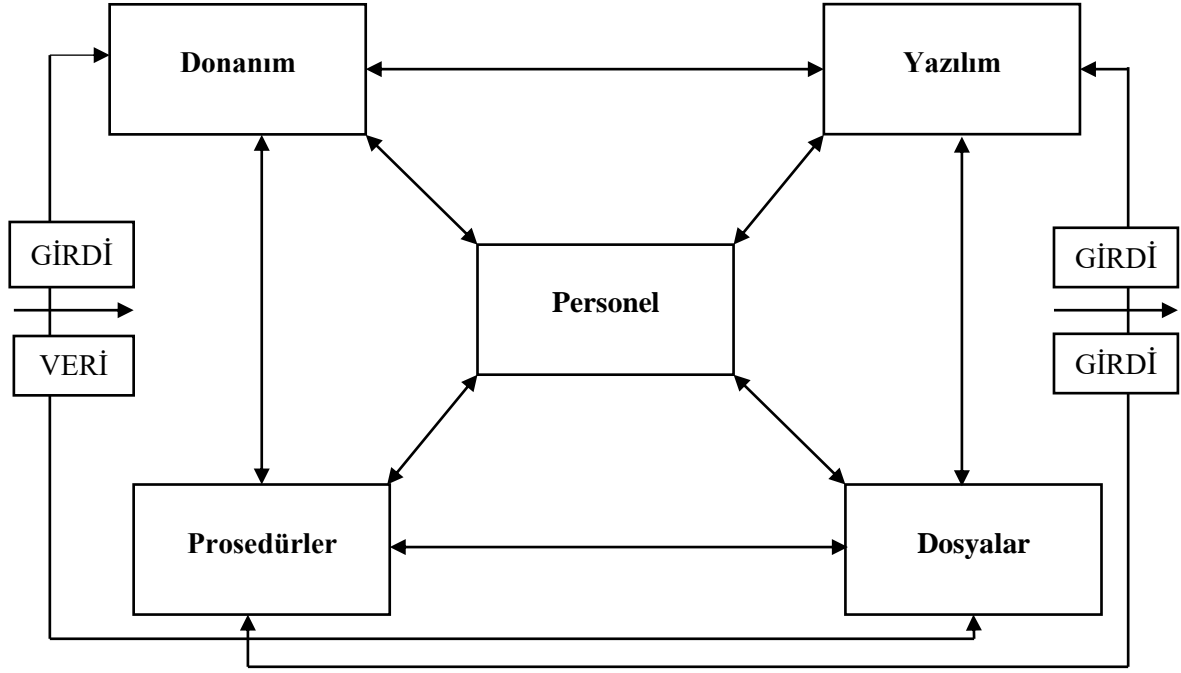 Donanım
Yazılım
GİRDİ
GİRDİ
Personel
VERİ
GİRDİ
Prosedürler
Dosyalar